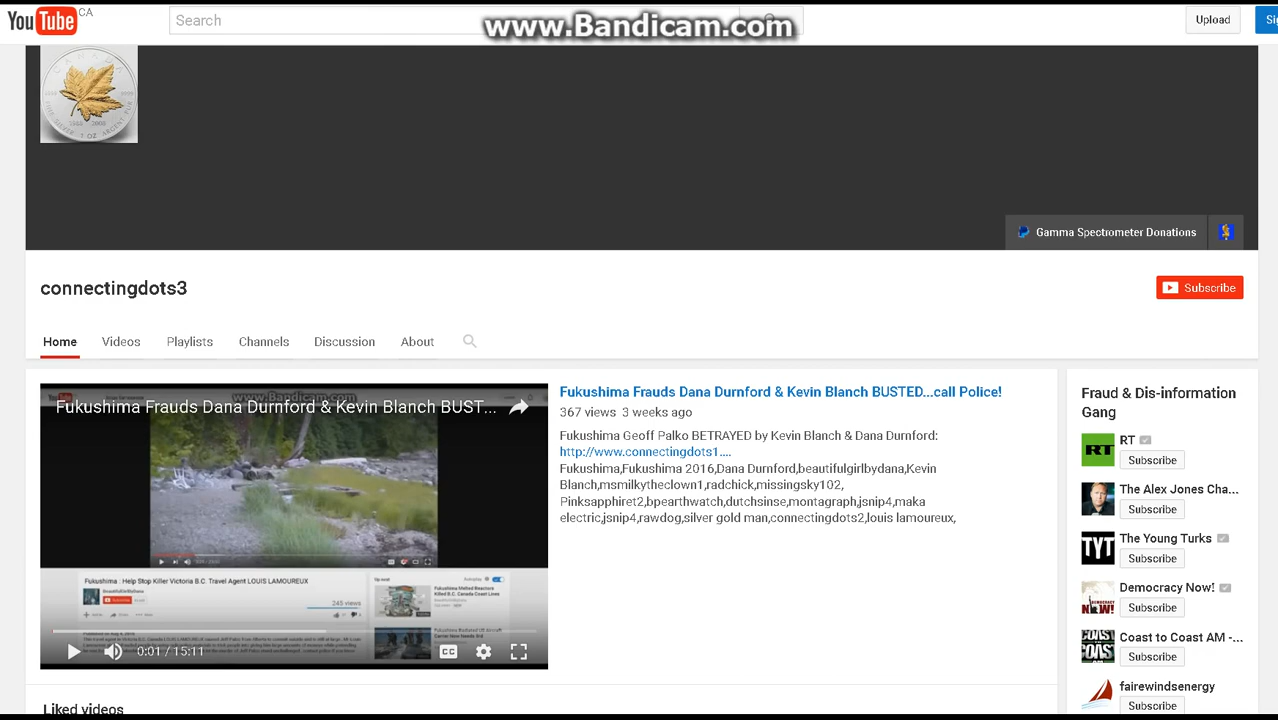 YouTube CA
Search
www.Bandicam.com
Upload
CANADA
Gamma Spectrometer Donations
connectingdots3
Subscribe
Home Videos Playlists Channels Discussion About
Fukushima Frauds Dana Durnford & Kevin Blanch BUST...
Fukushima : Help Stop Killer Victoria B.C. Travel Agent LOUIS LAMOUREUX
245 views
0:01 / 15:11
CC
Fukushima Frauds Dana Durnford & Kevin Blanch BUSTED...call Police!
367 views 3 weeks ago
Fukushima Geoff Palko BETRAYED by Kevin Blanch & Dana Durnford:
http://www.connectingdots1....
Fukushima,Fukushima 2016,Dana Durnford,beautifulgirlbydana,Kevin
Blanch,msmilkytheclown1,radchick,missingsky102,
Pinksapphiret2,bpearthwatch,dutchsinse,montagraph,jsnip4,maka
electric,jsnip4,rawdog,silver gold man,connectingdots2,louis lamoureux,
Fraud & Dis-information
Gang
RT
Subscribe
The Alex Jones Cha...
Subscribe
The Young Turks
Subscribe
Democracy Now!
Subscribe
Coast to Coast AM -...
Subscribe
fairewindsenergy
Subscribe
Liked videos